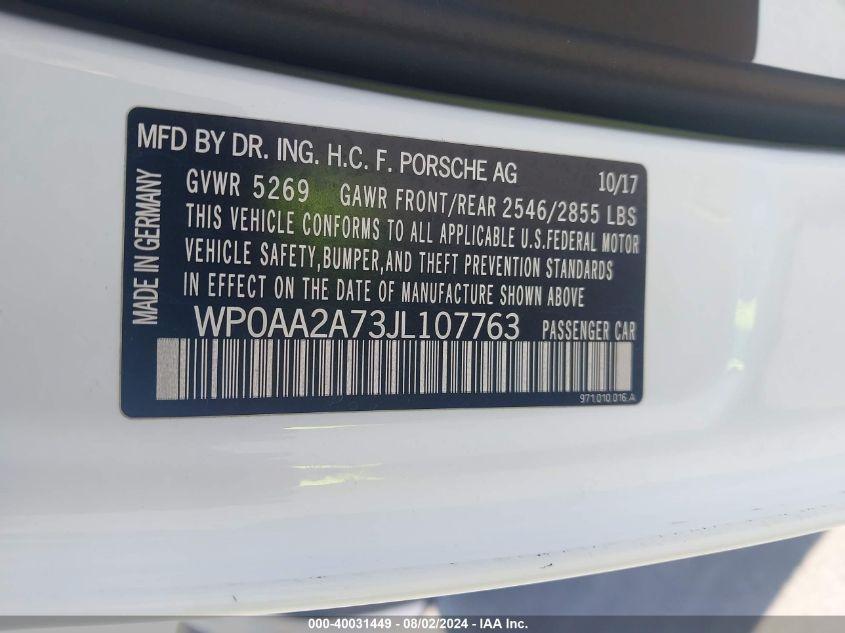 MFD BY DR. ING. H.C. F. PORSCHE AG 10/17
GVWR 5269 GAWR FRONT/REAR 2546/2855 LBS
THIS VEHICLE CONFORMS TO ALL APPLICABLE U.S.FEDERAL MOTOR
VEHICLE SAFETY,BUMPER,AND THEFT PREVENTION STANDARDS
IN EFFECT ON THE DATE OF MANUFACTURE SHOWN ABOVE
MADE IN GERMANY
WP0AA2A73JL107763 PASSENGER CAR
971.010.016.A
000-40031449 - 08/02/2024 - IAA Inc.